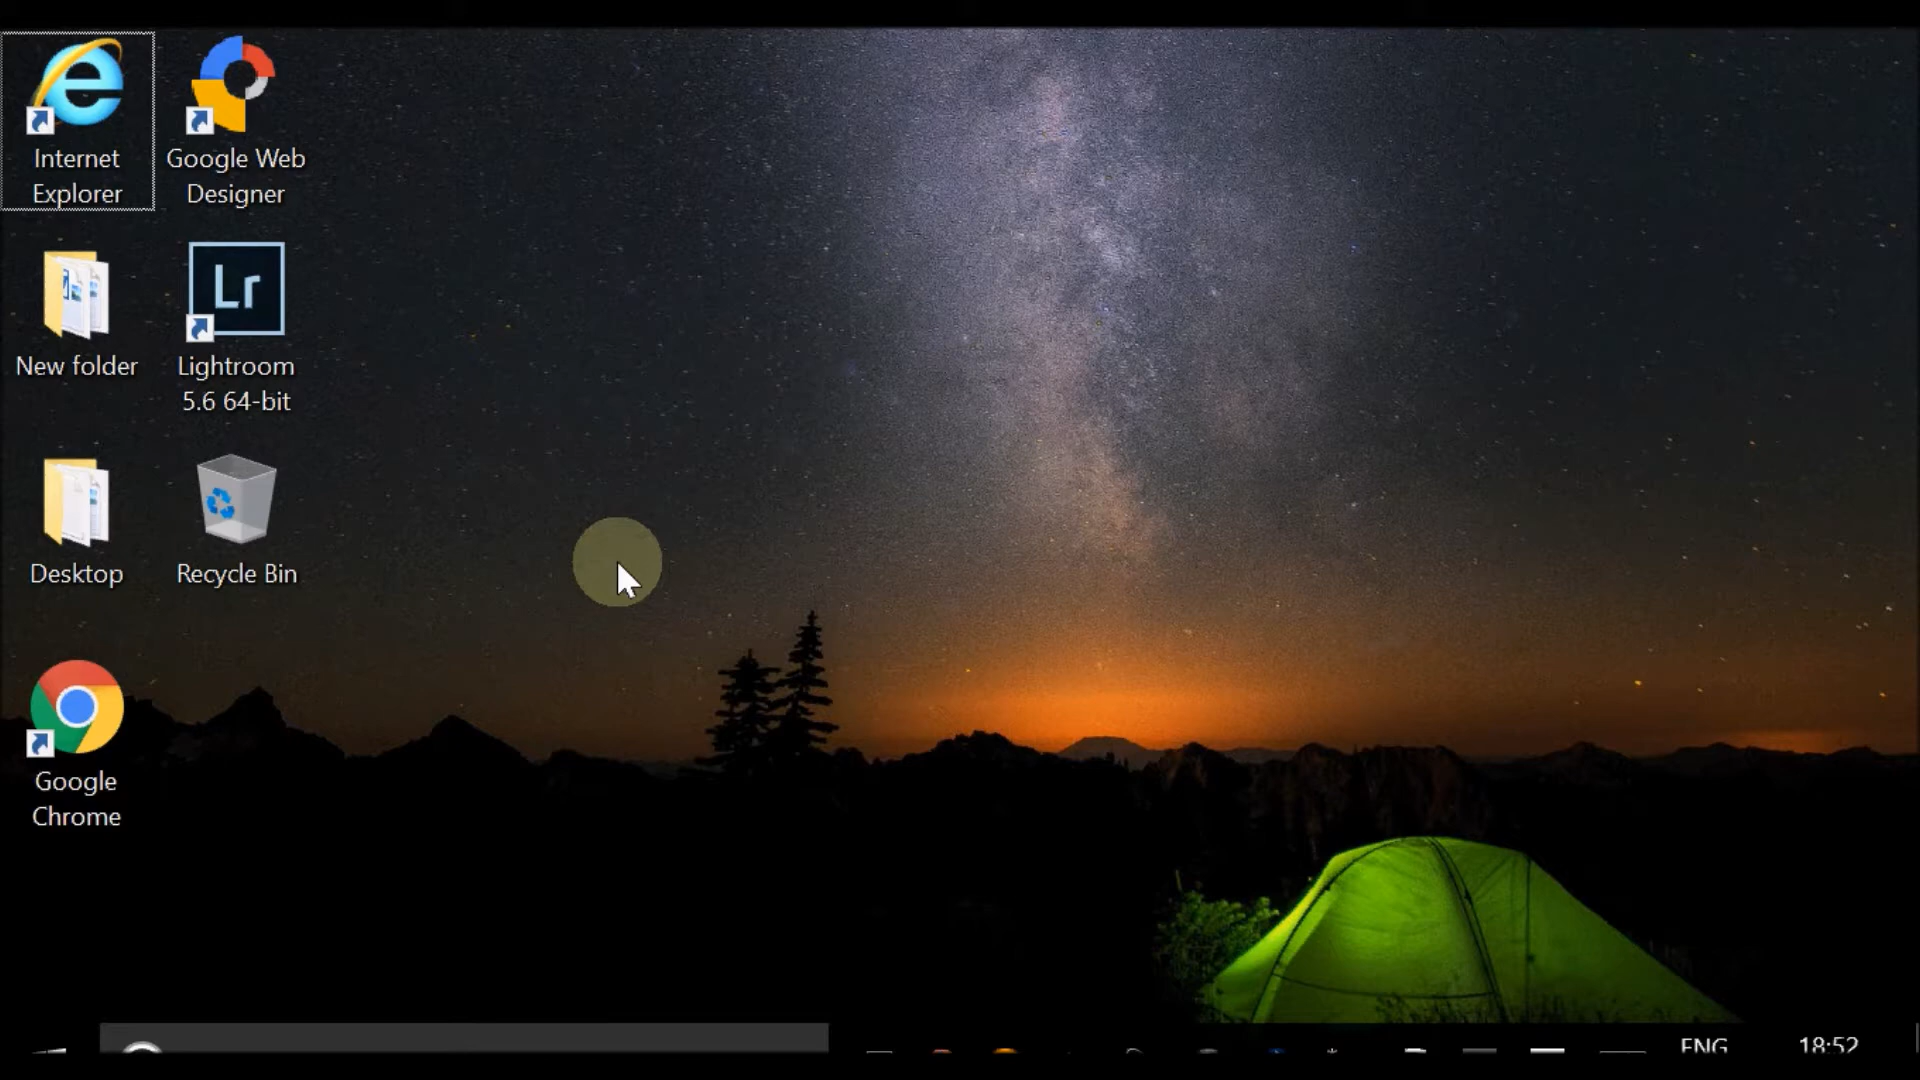 Internet
Explorer
Google Web
Designer
New folder
Lr
Lightroom
5.6 64-bit
Desktop
Recycle Bin
Google
Chrome
ENG
18:52